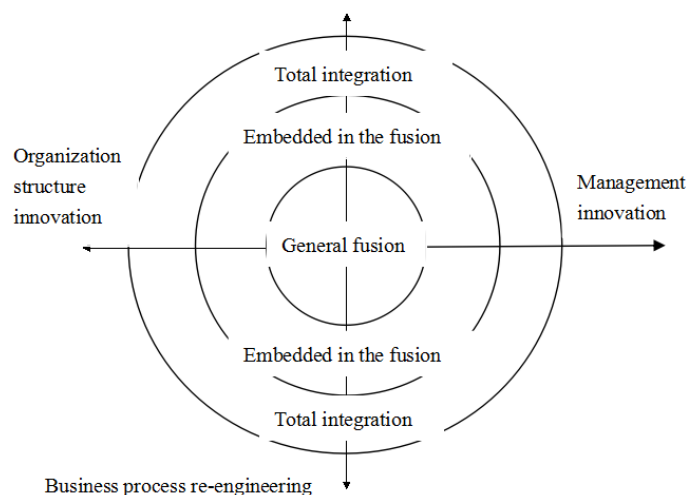 Total integration
Embedded in the fusion
Organization
structure
innovation
Management
innovation
General fusion
Embedded in the fusion
Total integration
Business process re-engineering